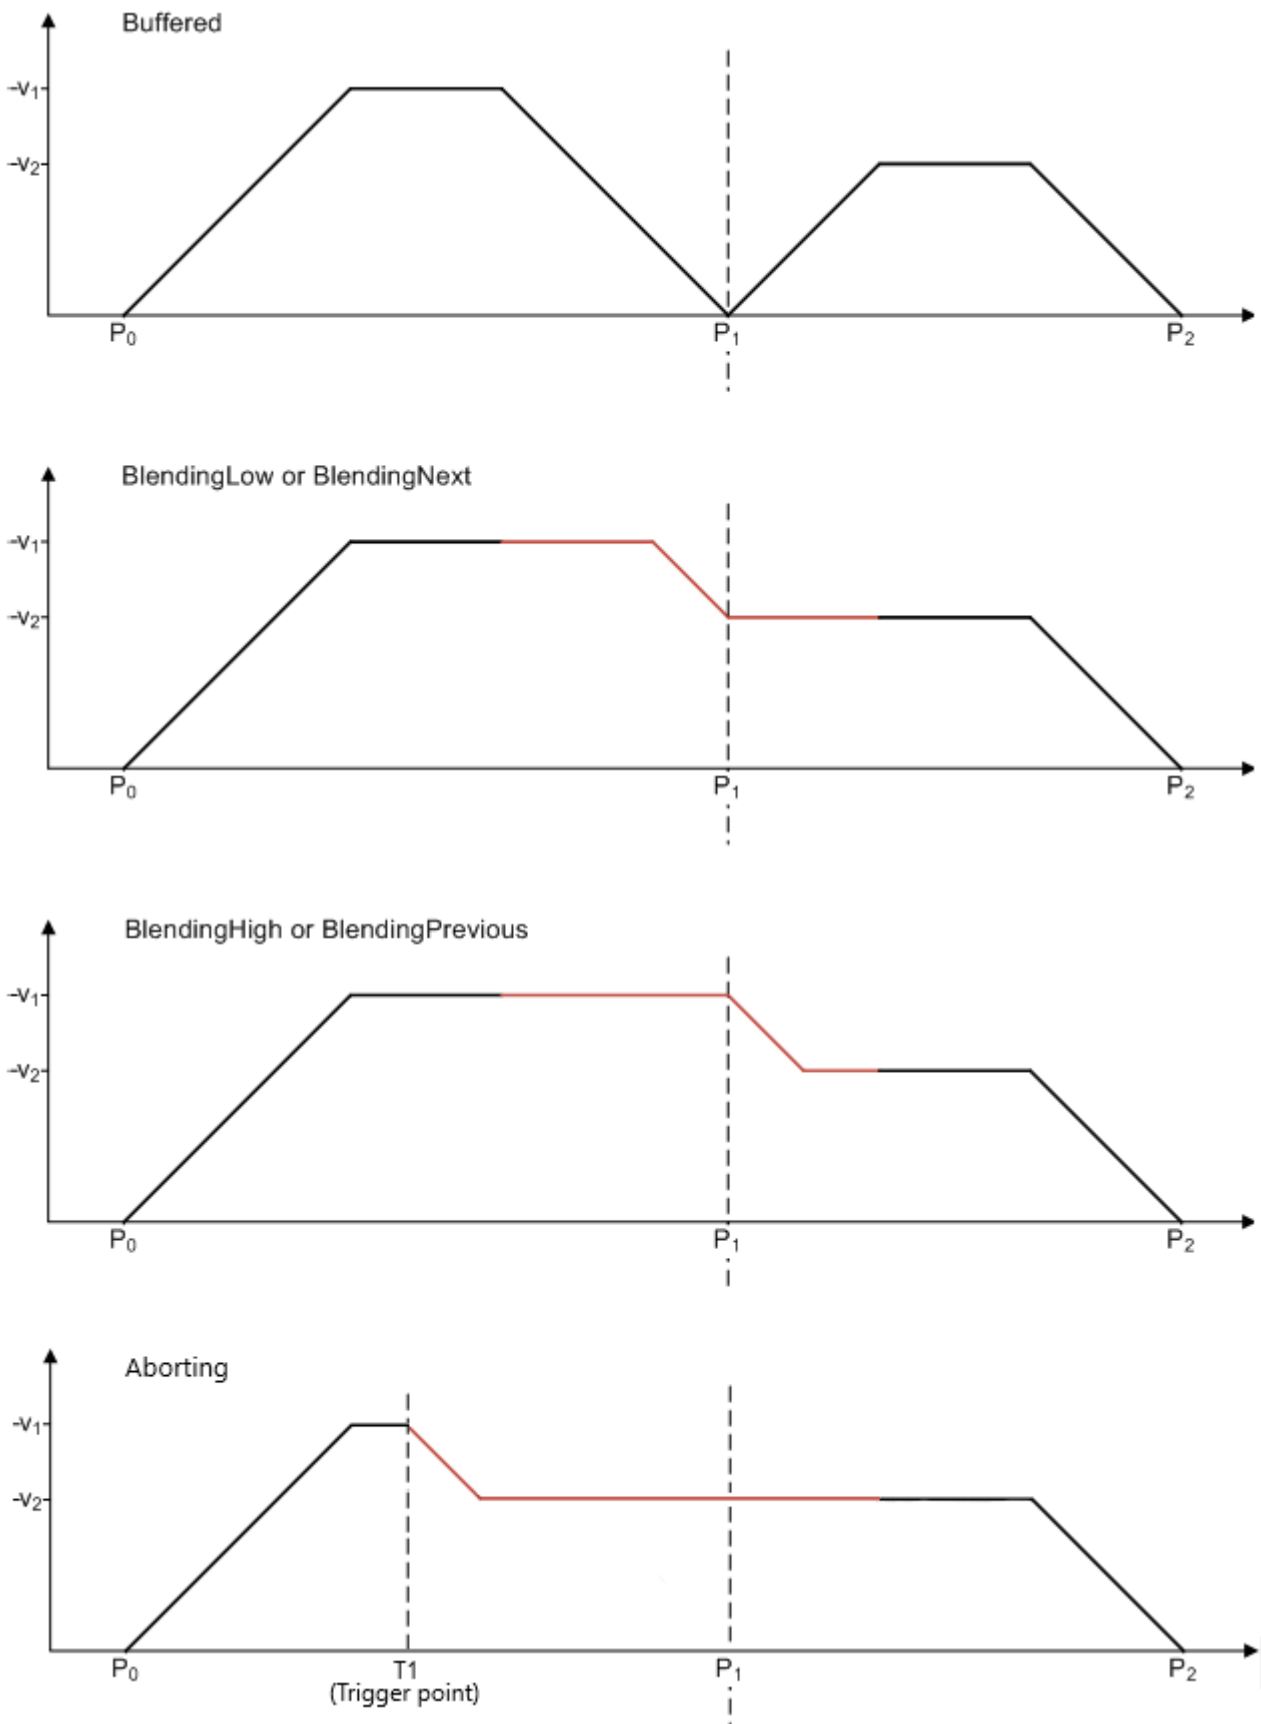 Buffered
-V₁
-V₂
P₀ P₁ P₂
BlendingLow or BlendingNext
-V₁
-V₂
P₀ P₁ P₂
BlendingHigh or BlendingPrevious
-V₁
-V₂
P₀ P₁ P₂
Aborting
-V₁
-V₂
P₀ T1 P₁ P₂
(Trigger point)